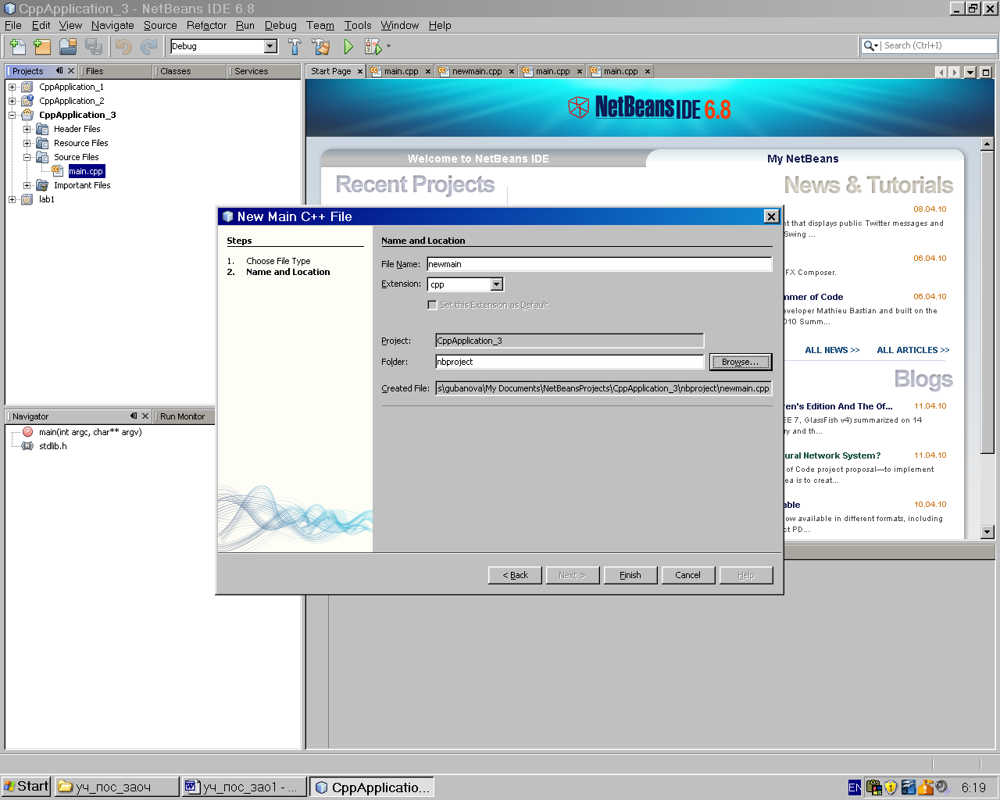 CppApplication_3 - NetBeans IDE 6.8
File Edit View Navigate Source Refactor Run Debug Team Tools Window Help
Debug
Search (Ctrl+I)
Projects Files Classes Services
Start Page main.cpp newmain.cpp main.cpp main.cpp
CppApplication_1
CppApplication_2
CppApplication_3
Header Files
Resource Files
Source Files
main.cpp
Important Files
lab1
NetBeans IDE 6.8
Welcome to NetBeans IDE My NetBeans
Recent Projects News & Tutorials
08.04.10
nt that displays public Twitter messages and
Swing ...
06.04.10
FX Composer.
mmer of Code 06.04.10
eveloper Mathieu Bastian and built on the
010 Summ...
ALL NEWS >> ALL ARTICLES >>
Blogs
ren's Edition And The Of... 11.04.10
EE 7, GlassFish v4) summarized on 14
ry and th...
ural Network System? 11.04.10
of Code project proposal—to implement
ea is to creat...
able 10.04.10
ow available in different formats, including
ct PD...
New Main C++ File
Steps
1. Choose File Type
2. Name and Location
Name and Location
File Name: newmain
Extension: cpp
Set this Extension as Default
Project: CppApplication_3
Folder: nbproject Browse...
Created File: s\gubanova\My Documents\NetBeansProjects\CppApplication_3\nbproject\newmain.cpp
< Back Next > Finish Cancel Help
Navigator Run Monitor
main(int argc, char** argv)
stdlib.h
Start уч_пос_заоч уч_пос_зао1 - ... CppApplicatio... EN 6:19